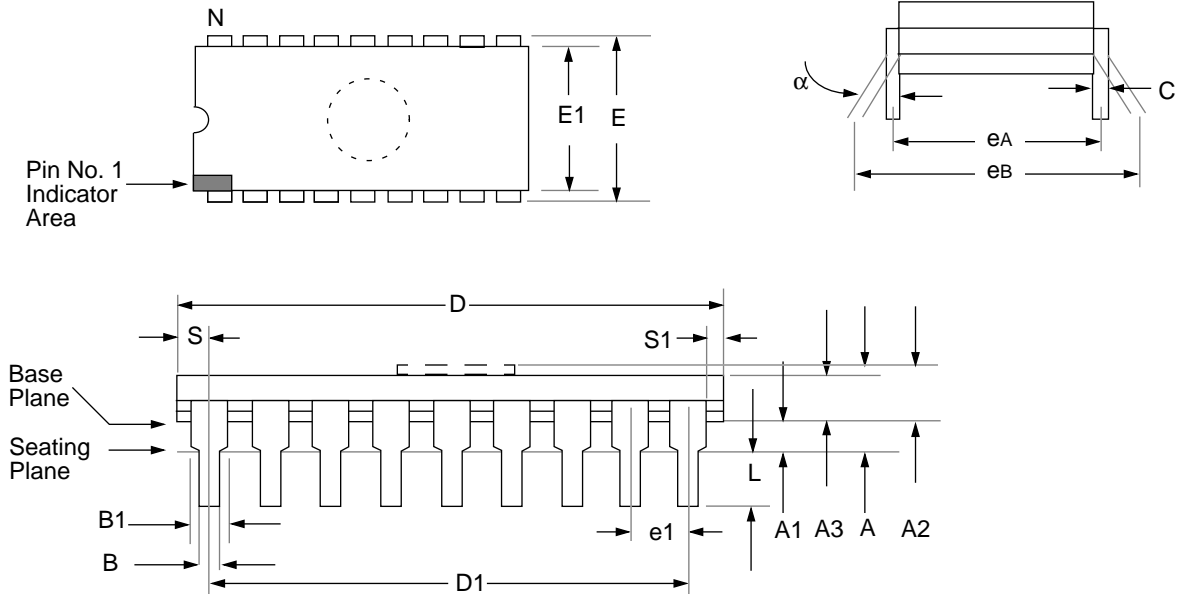 N
E1
E
Pin No. 1
Indicator
Area
α
C
eA
eB
D
S
S1
Base
Plane
Seating
Plane
L
B1
e1
A1
A3
A
A2
B
D1